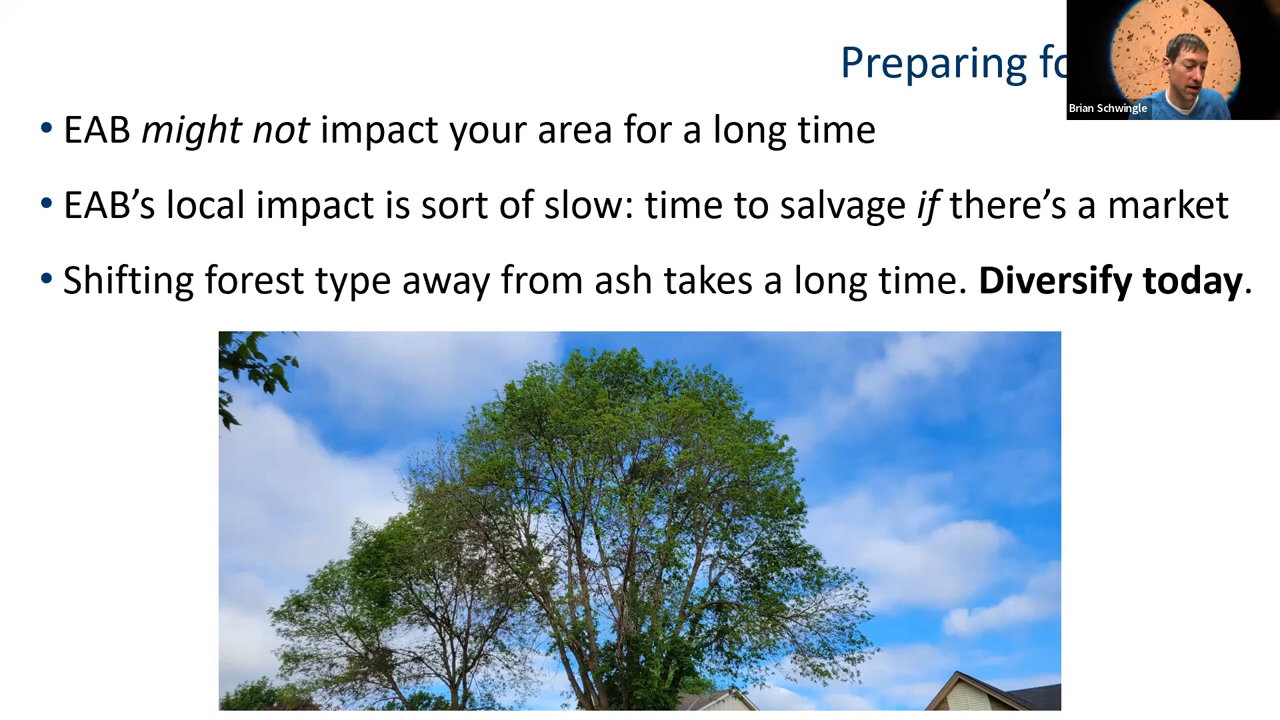 Preparing fo
Brian Schwingle
• EAB might not impact your area for a long time
• EAB’s local impact is sort of slow: time to salvage if there’s a market
• Shifting forest type away from ash takes a long time. Diversify today.